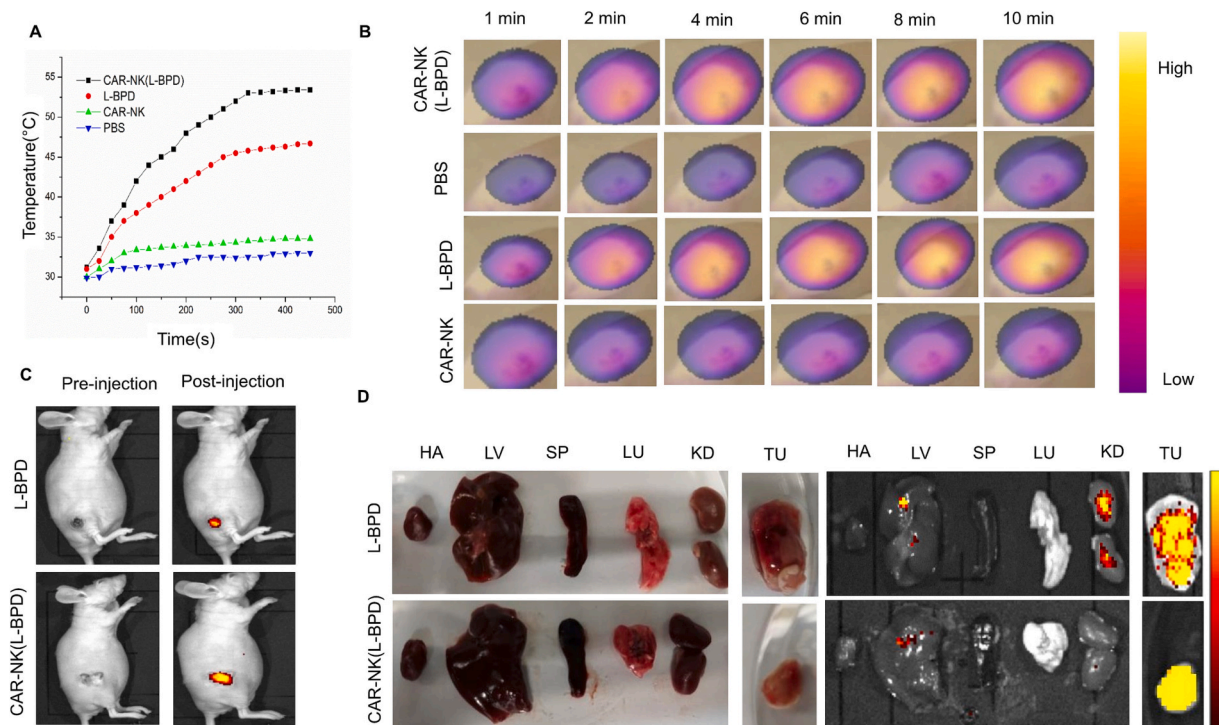 A
CAR-NK(L-BPD)
L-BPD
CAR-NK
PBS
Temperature(°C)
55
50
45
40
35
30
0 100 200 300 400 500
Time(s)
B
1 min 2 min 4 min 6 min 8 min 10 min
CAR-NK
(L-BPD)
PBS
L-BPD
CAR-NK
High
Low
C
Pre-injection Post-injection
L-BPD
CAR-NK(L-BPD)
D
HA LV SP LU KD TU HA LV SP LU KD TU
L-BPD
CAR-NK(L-BPD)